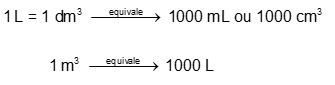 1 L = 1 dm³ equivale → 1000 mL ou 1000 cm³
1 m³ equivale → 1000 L